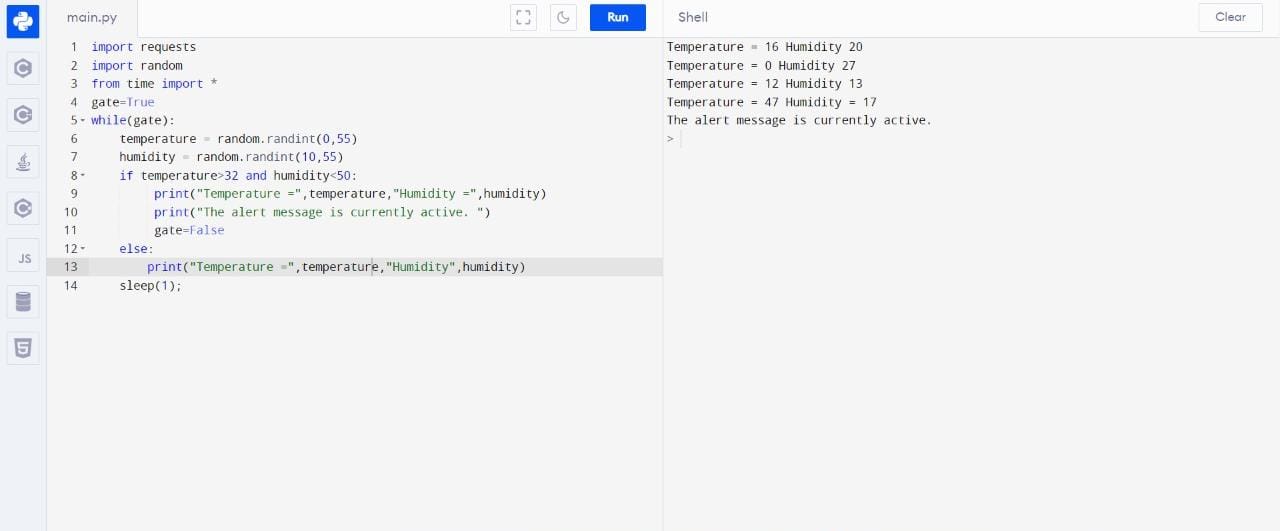 main.py
Run
Shell
Clear
1 import requests
2 import random
3 from time import *
4 gate=True
5 while(gate):
6     temperature = random.randint(0,55)
7     humidity = random.randint(10,55)
8     if temperature>32 and humidity<50:
9          print("Temperature =",temperature,"Humidity =",humidity)
10          print("The alert message is currently active. ")
11          gate=False
12     else:
13         print("Temperature =",temperature,"Humidity",humidity)
14     sleep(1);
JS
Temperature = 16 Humidity 20
Temperature = 0 Humidity 27
Temperature = 12 Humidity 13
Temperature = 47 Humidity = 17
The alert message is currently active.
>